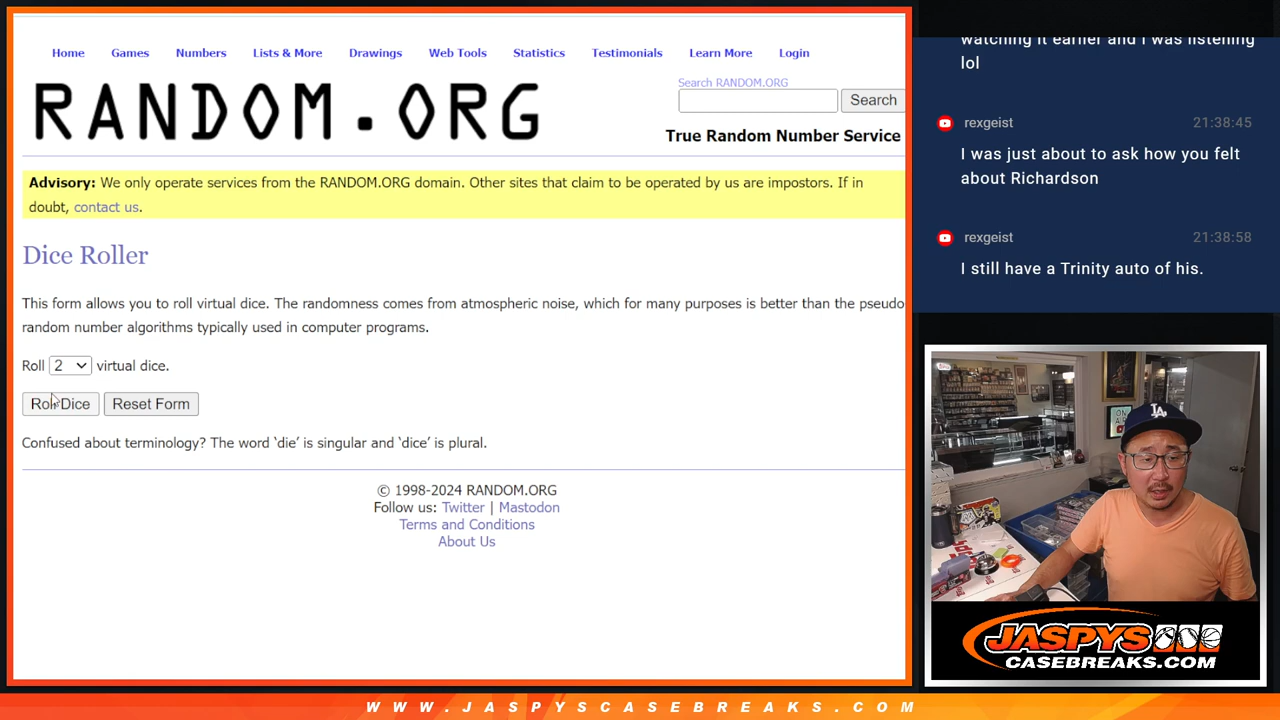 Home Games Numbers Lists & More Drawings Web Tools Statistics Testimonials Learn More Login
RANDOM.ORG
Search RANDOM.ORG
Search
True Random Number Service
Advisory: We only operate services from the RANDOM.ORG domain. Other sites that claim to be operated by us are impostors. If in
doubt, contact us.
Dice Roller
This form allows you to roll virtual dice. The randomness comes from atmospheric noise, which for many purposes is better than the pseudo
random number algorithms typically used in computer programs.
Roll 2 virtual dice.
Roll Dice Reset Form
Confused about terminology? The word ‘die’ is singular and ‘dice’ is plural.
© 1998-2024 RANDOM.ORG
Follow us: Twitter | Mastodon
Terms and Conditions
About Us
watching it earlier and I was listening
lol
rexgeist 21:38:45
I was just about to ask how you felt
about Richardson
rexgeist 21:38:58
I still have a Trinity auto of his.
LA
JASPYS
CASEBREAKS.COM
WWW.JASPYSCASEBREAKS.COM